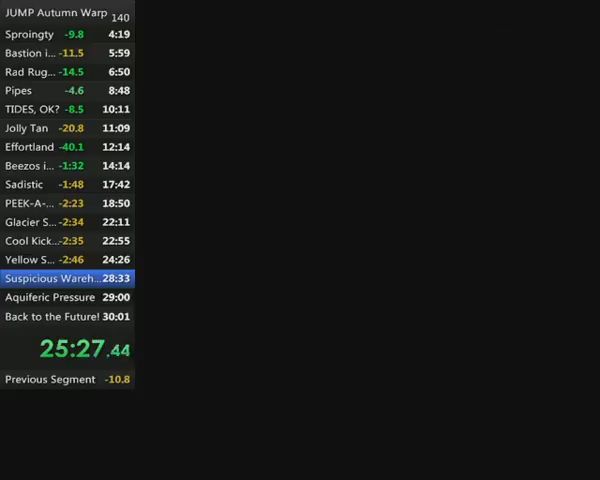 JUMP Autumn Warp 140
Sproingty -9.8 4:19
Bastion i... -11.5 5:59
Rad Rug... -14.5 6:50
Pipes -4.6 8:48
TIDES, OK? -8.5 10:11
Jolly Tan -20.8 11:09
Effortland -40.1 12:14
Beezos i... -1:32 14:14
Sadistic -1:48 17:42
PEEK-A-... -2:23 18:50
Glacier S... -2:34 22:11
Cool Kick... -2:35 22:55
Yellow S... -2:46 24:26
Suspicious Wareh... 28:33
Aquiferic Pressure 29:00
Back to the Future! 30:01
25:27.44
Previous Segment -10.8